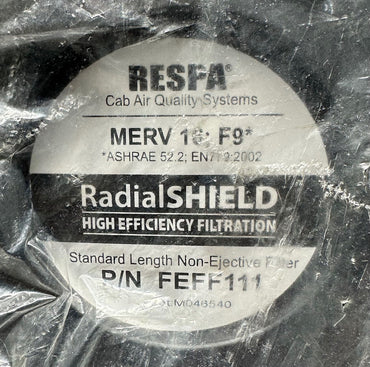 RESPA®
Cab Air Quality Systems
MERV 16; F9*
*ASHRAE 52.2; EN779:2002
RadialSHIELD
HIGH EFFICIENCY FILTRATION
Standard Length Non-Ejective Filter
P/N FEFF111